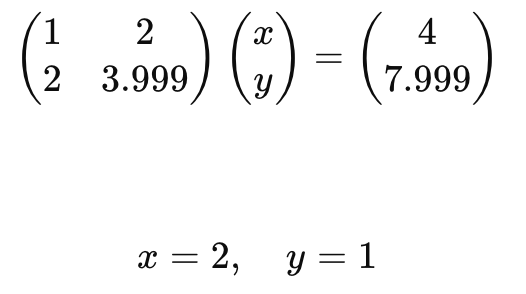 (1 2) (x) = (4)
(2 3.999) (y) (7.999)
x = 2, y = 1